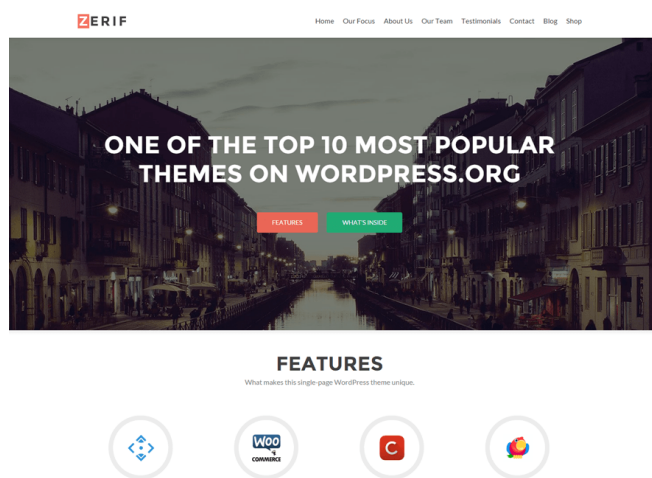 ZERIF
Home Our Focus About Us Our Team Testimonials Contact Blog Shop
ONE OF THE TOP 10 MOST POPULAR
THEMES ON WORDPRESS.ORG
FEATURES WHAT'S INSIDE
FEATURES
What makes this single-page WordPress theme unique.
WOO
COMMERCE
C